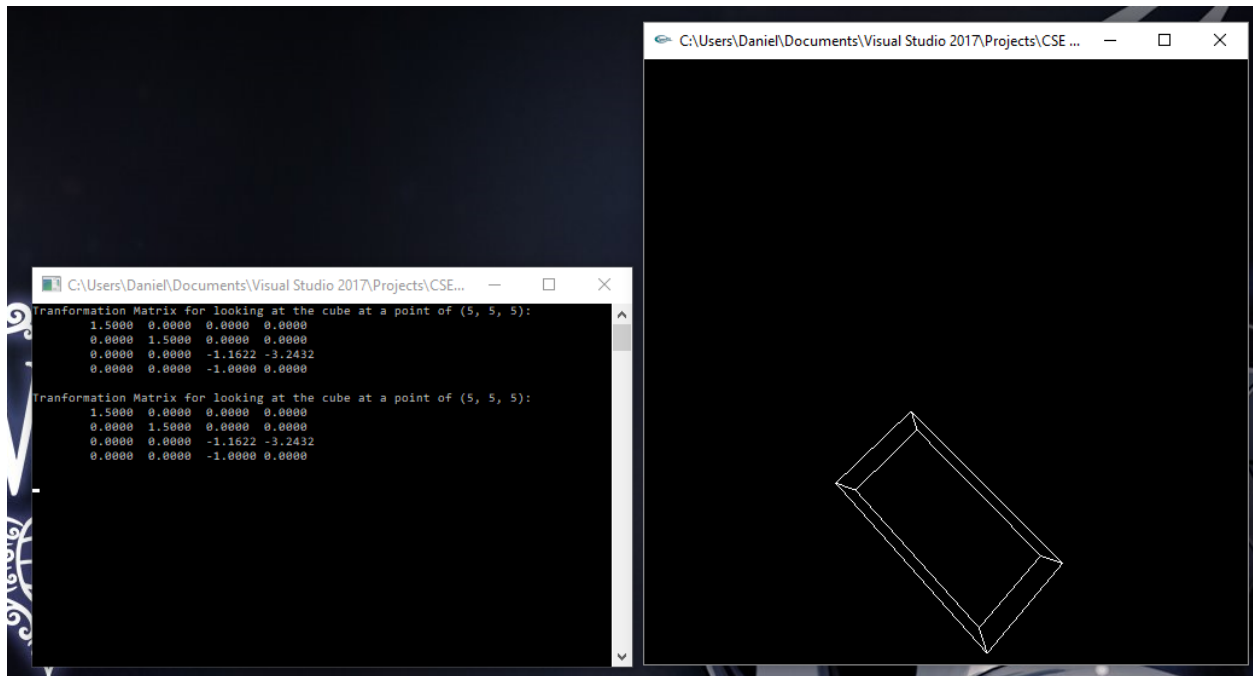 C:\Users\Daniel\Documents\Visual Studio 2017\Projects\CSE ...
C:\Users\Daniel\Documents\Visual Studio 2017\Projects\CSE...
Tranformation Matrix for looking at the cube at a point of (5, 5, 5):
1.5000 0.0000 0.0000 0.0000
0.0000 1.5000 0.0000 0.0000
0.0000 0.0000 -1.1622 -3.2432
0.0000 0.0000 -1.0000 0.0000
Tranformation Matrix for looking at the cube at a point of (5, 5, 5):
1.5000 0.0000 0.0000 0.0000
0.0000 1.5000 0.0000 0.0000
0.0000 0.0000 -1.1622 -3.2432
0.0000 0.0000 -1.0000 0.0000